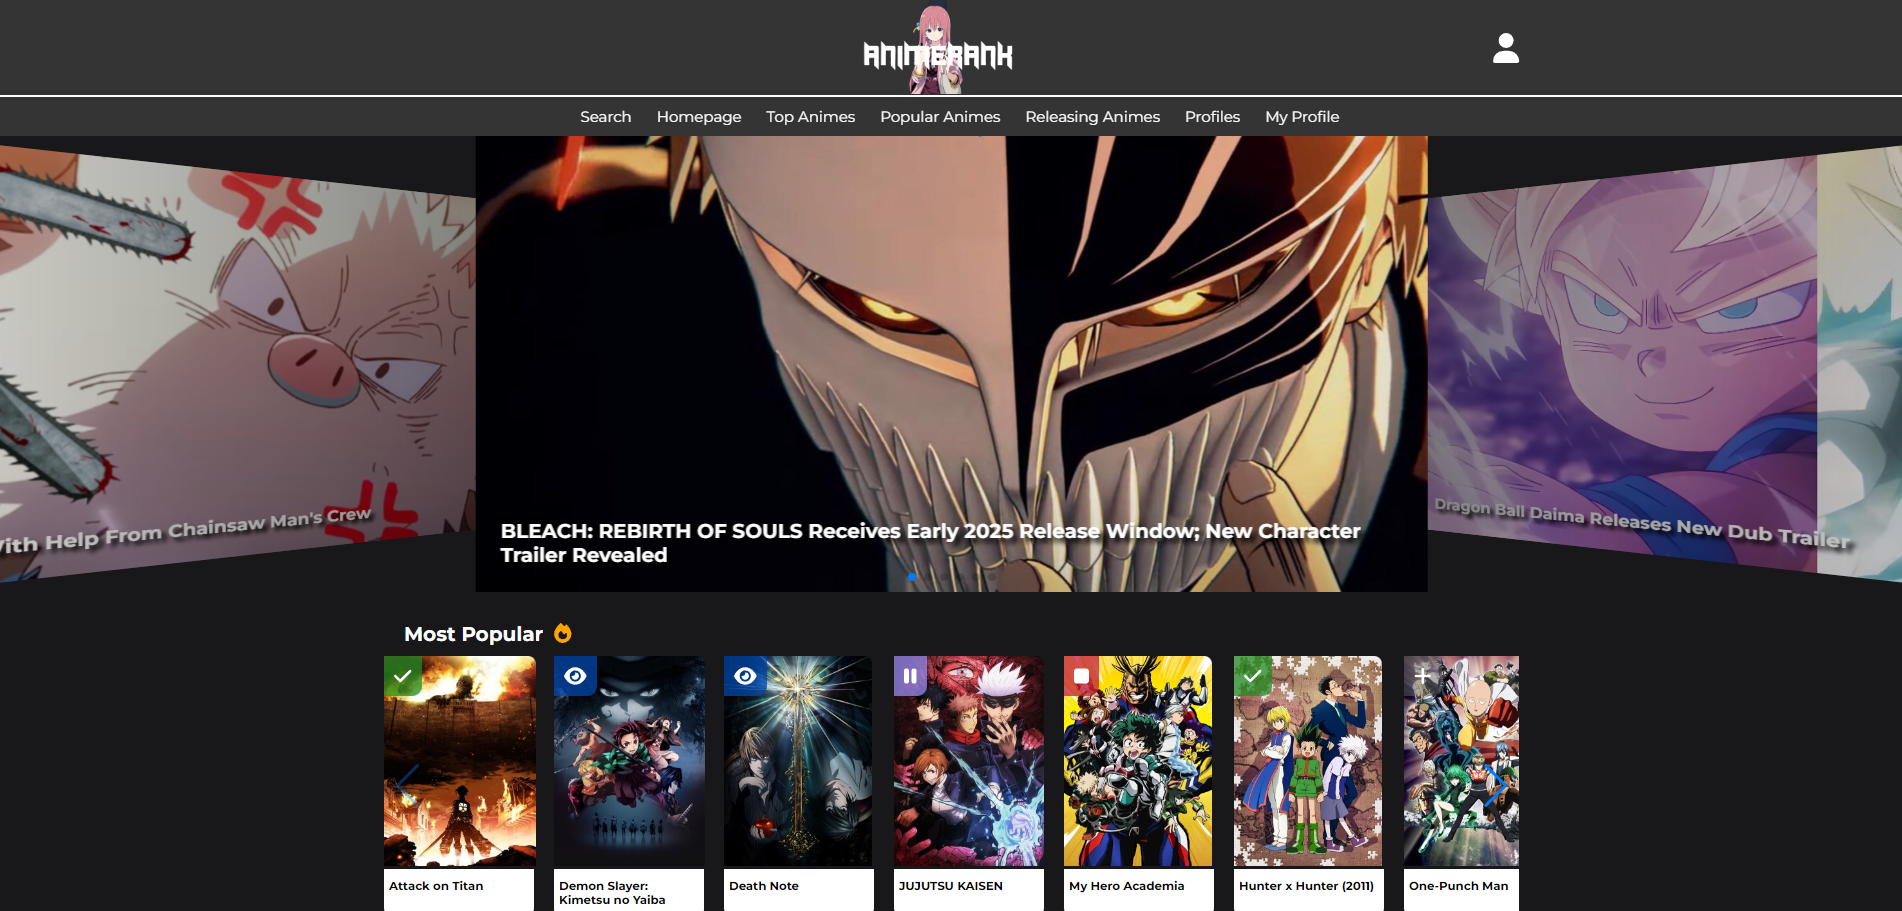 ANIMERANK
Search Homepage Top Animes Popular Animes Releasing Animes Profiles My Profile
With Help From Chainsaw Man's Crew
BLEACH: REBIRTH OF SOULS Receives Early 2025 Release Window; New Character
Trailer Revealed
Dragon Ball Daima Releases New Dub Trailer
Most Popular
Attack on Titan
Demon Slayer:
Kimetsu no Yaiba
Death Note
JUJUTSU KAISEN
My Hero Academia
Hunter x Hunter (2011)
One-Punch Man